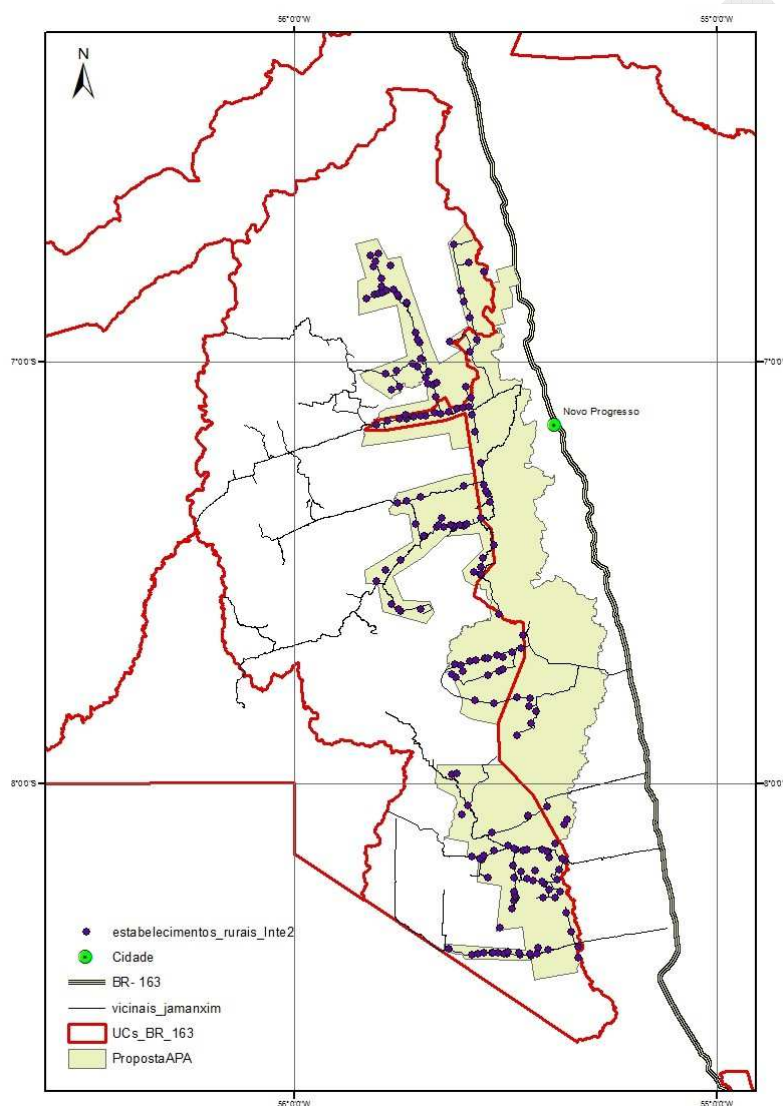 56°0'0"W 55°0'0"W
N
7°0'0"S 7°0'0"S
Novo Progresso
8°0'0"S 8°0'0"S
estabelecimentos_rurais_Inte2
Cidade
BR- 163
vicinais_jamanxim
UCs_BR_163
PropostaAPA
56°0'0"W 55°0'0"W